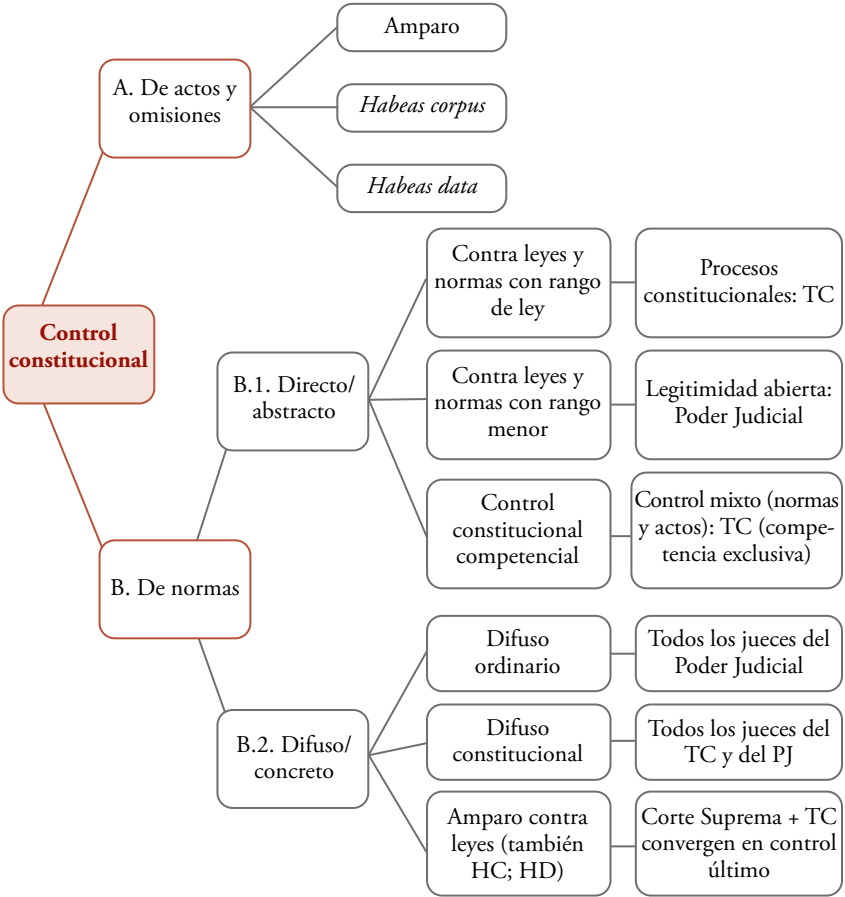 Amparo
A. De actos y
omisiones
Habeas corpus
Habeas data
Control
constitucional
B. De normas
B.1. Directo/
abstracto
Contra leyes y
normas con rango
de ley
Procesos
constitucionales: TC
Contra leyes y
normas con rango
menor
Legitimidad abierta:
Poder Judicial
Control
constitucional
competencial
Control mixto (normas
y actos): TC (compe-
tencia exclusiva)
B.2. Difuso/
concreto
Difuso
ordinario
Todos los jueces del
Poder Judicial
Difuso
constitucional
Todos los jueces del
TC y del PJ
Amparo contra
leyes (también
HC; HD)
Corte Suprema + TC
convergen en control
último